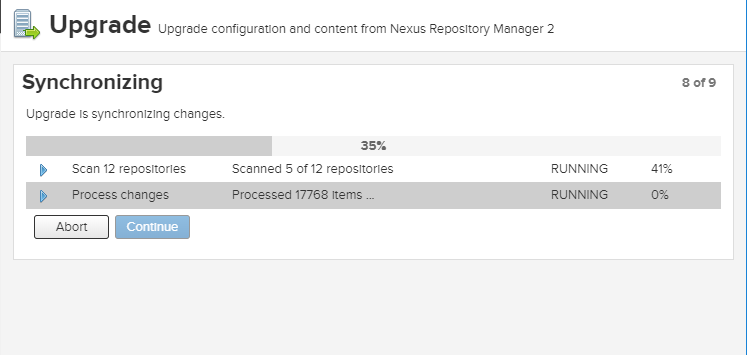 Upgrade Upgrade configuration and content from Nexus Repository Manager 2
Synchronizing 8 of 9
Upgrade is synchronizing changes.
35%
Scan 12 repositories Scanned 5 of 12 repositories RUNNING 41%
Process changes Processed 17768 items ... RUNNING 0%
Abort Continue